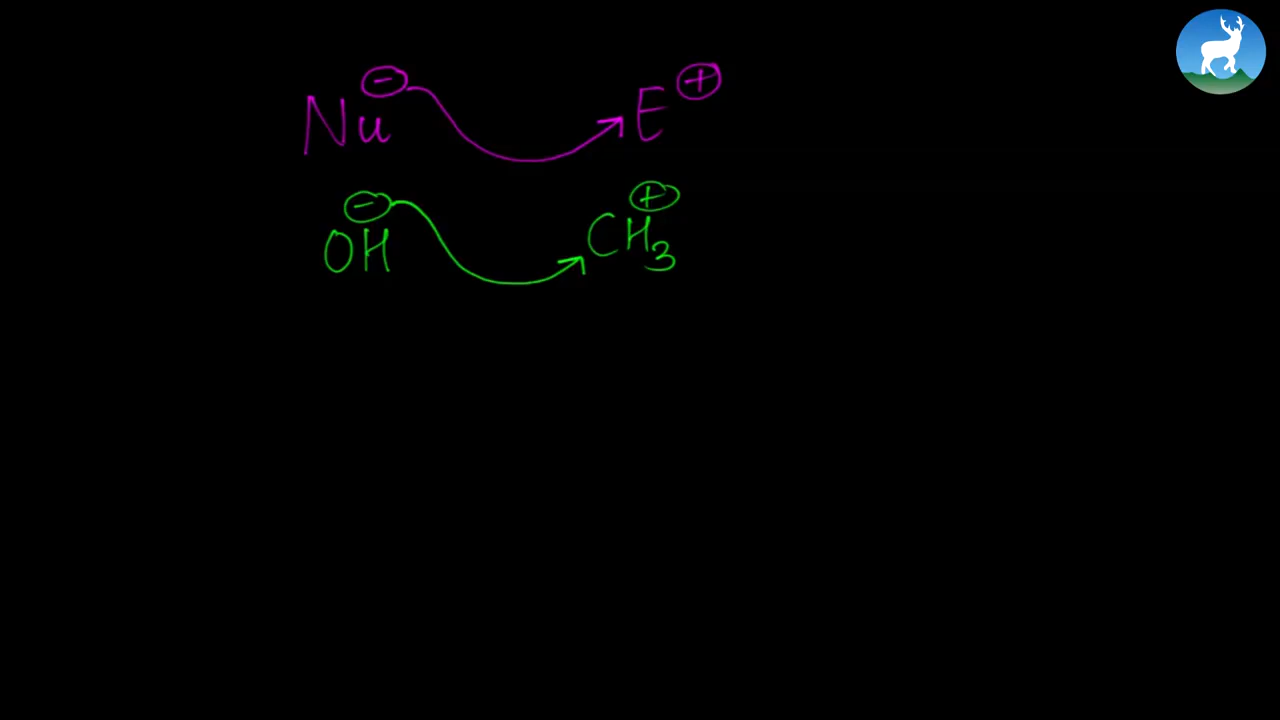 Nu⊖ → E⊕
OH⊖ → CH₃⊕